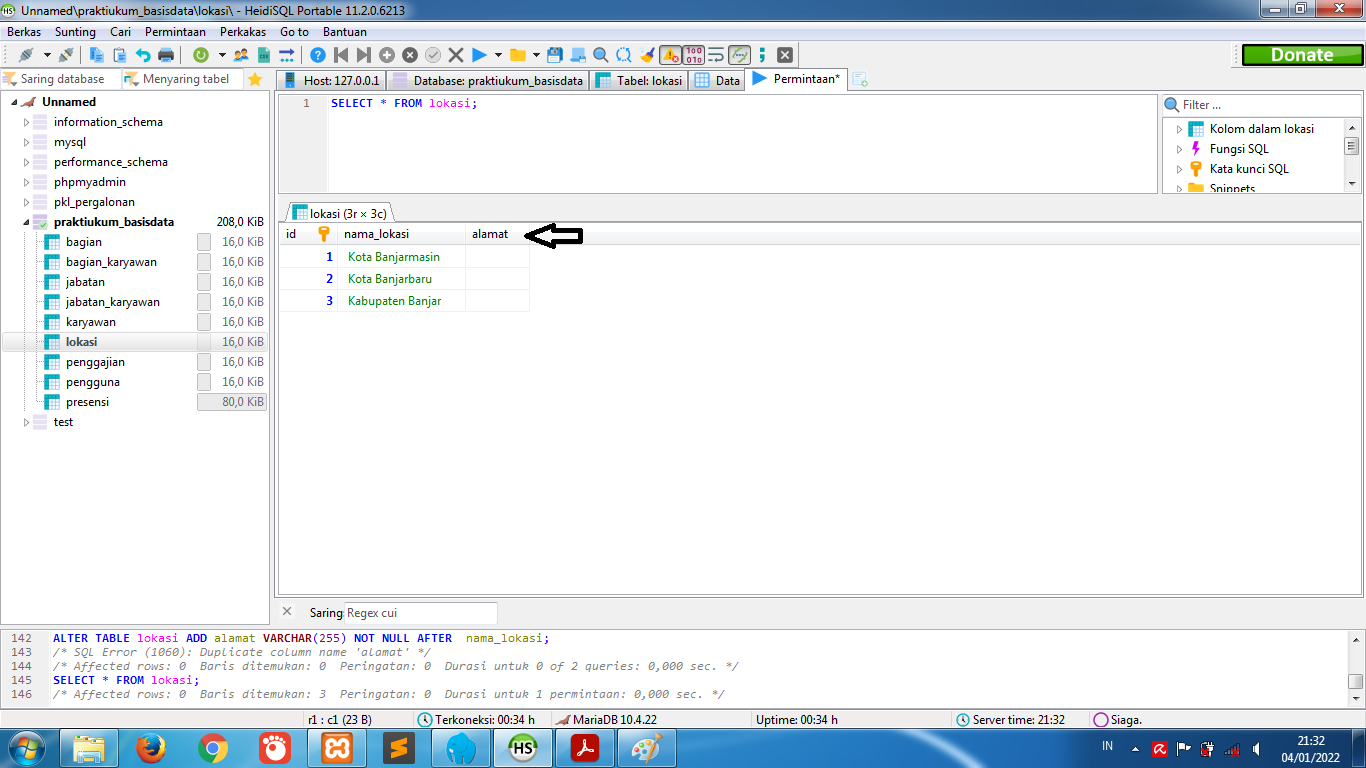 Unnamed\praktiukum_basisdata\lokasi\ - HeidiSQL Portable 11.2.0.6213
Berkas Sunting Cari Permintaan Perkakas Go to Bantuan
Donate
Saring database Menyaring tabel
Host: 127.0.0.1 Database: praktiukum_basisdata Tabel: lokasi Data Permintaan*
Unnamed
information_schema
mysql
performance_schema
phpmyadmin
pkl_pergalonan
praktiukum_basisdata 208,0 KiB
bagian 16,0 KiB
bagian_karyawan 16,0 KiB
jabatan 16,0 KiB
jabatan_karyawan 16,0 KiB
karyawan 16,0 KiB
lokasi 16,0 KiB
penggajian 16,0 KiB
pengguna 16,0 KiB
presensi 80,0 KiB
test
1 SELECT * FROM lokasi;
Filter ...
Kolom dalam lokasi
Fungsi SQL
Kata kunci SQL
Snippets
lokasi (3r × 3c)
id nama_lokasi alamat
1 Kota Banjarmasin
2 Kota Banjarbaru
3 Kabupaten Banjar
Saring: Regex cui
142 ALTER TABLE lokasi ADD alamat VARCHAR(255) NOT NULL AFTER nama_lokasi;
143 /* SQL Error (1060): Duplicate column name 'alamat' */
144 /* Affected rows: 0 Baris ditemukan: 0 Peringatan: 0 Durasi untuk 0 of 2 queries: 0,000 sec. */
145 SELECT * FROM lokasi;
146 /* Affected rows: 0 Baris ditemukan: 3 Peringatan: 0 Durasi untuk 1 permintaan: 0,000 sec. */
r1 : c1 (23 B) Terkoneksi: 00:34 h MariaDB 10.4.22 Uptime: 00:34 h Server time: 21:32 Siaga.
HS
IN
21:32
04/01/2022